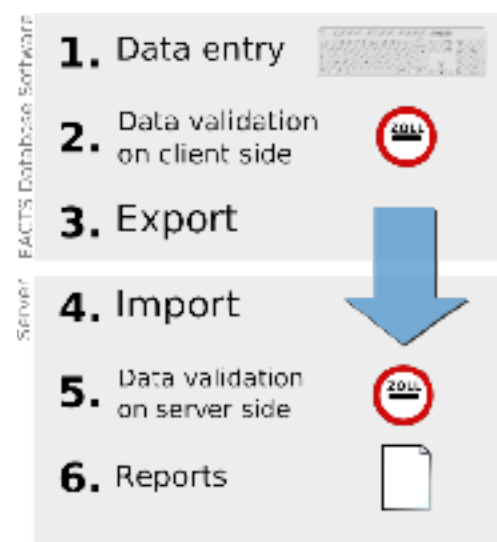 EACTS Database Software
1. Data entry
2. Data validation
on client side
ZOLL
3. Export
Server
4. Import
5. Data validation
on server side
ZOLL
6. Reports